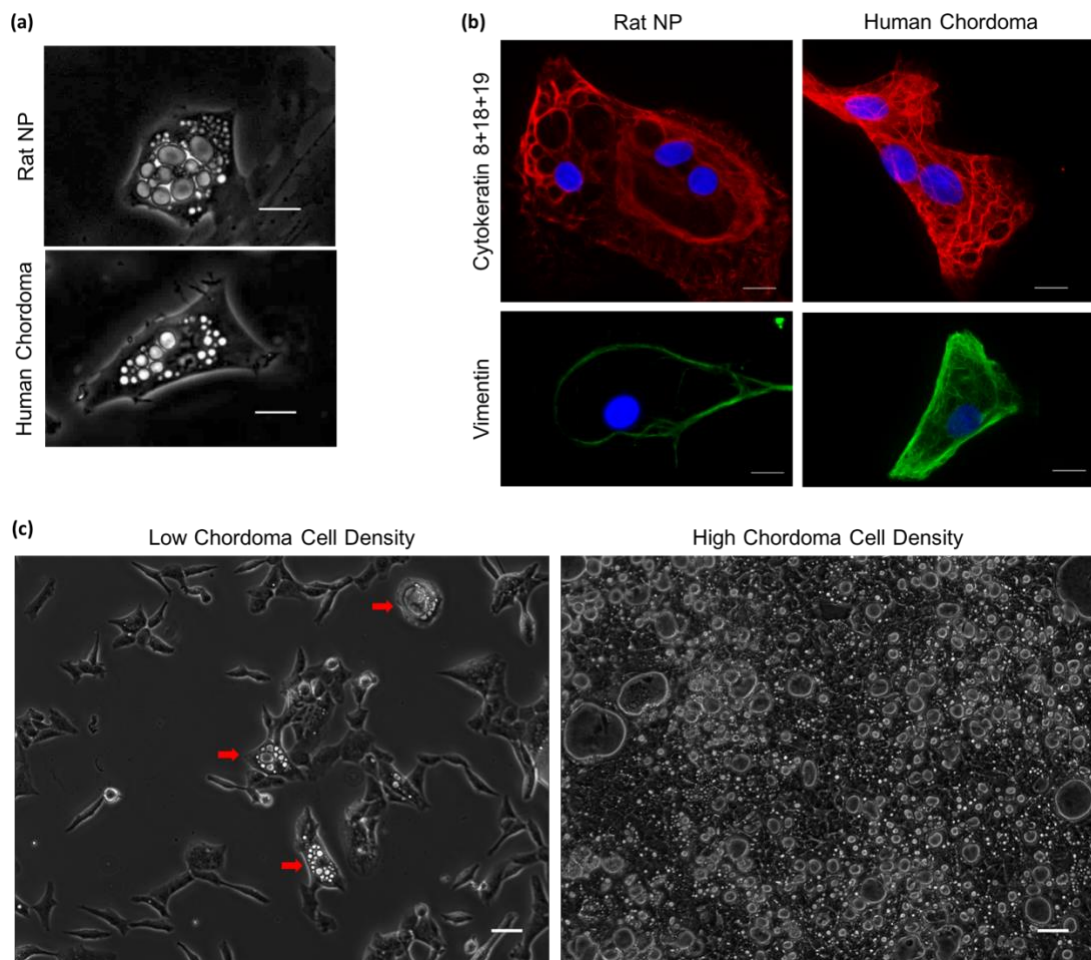 (a)
Rat NP
Human Chordoma
(b)
Rat NP
Human Chordoma
Cytokeratin 8+18+19
Vimentin
(c)
Low Chordoma Cell Density
High Chordoma Cell Density